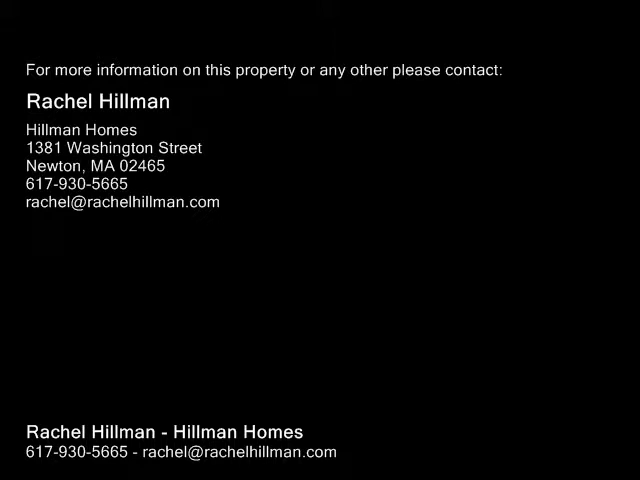 For more information on this property or any other please contact:
Rachel Hillman
Hillman Homes
1381 Washington Street
Newton, MA 02465
617-930-5665
rachel@rachelhillman.com
Rachel Hillman - Hillman Homes
617-930-5665 - rachel@rachelhillman.com